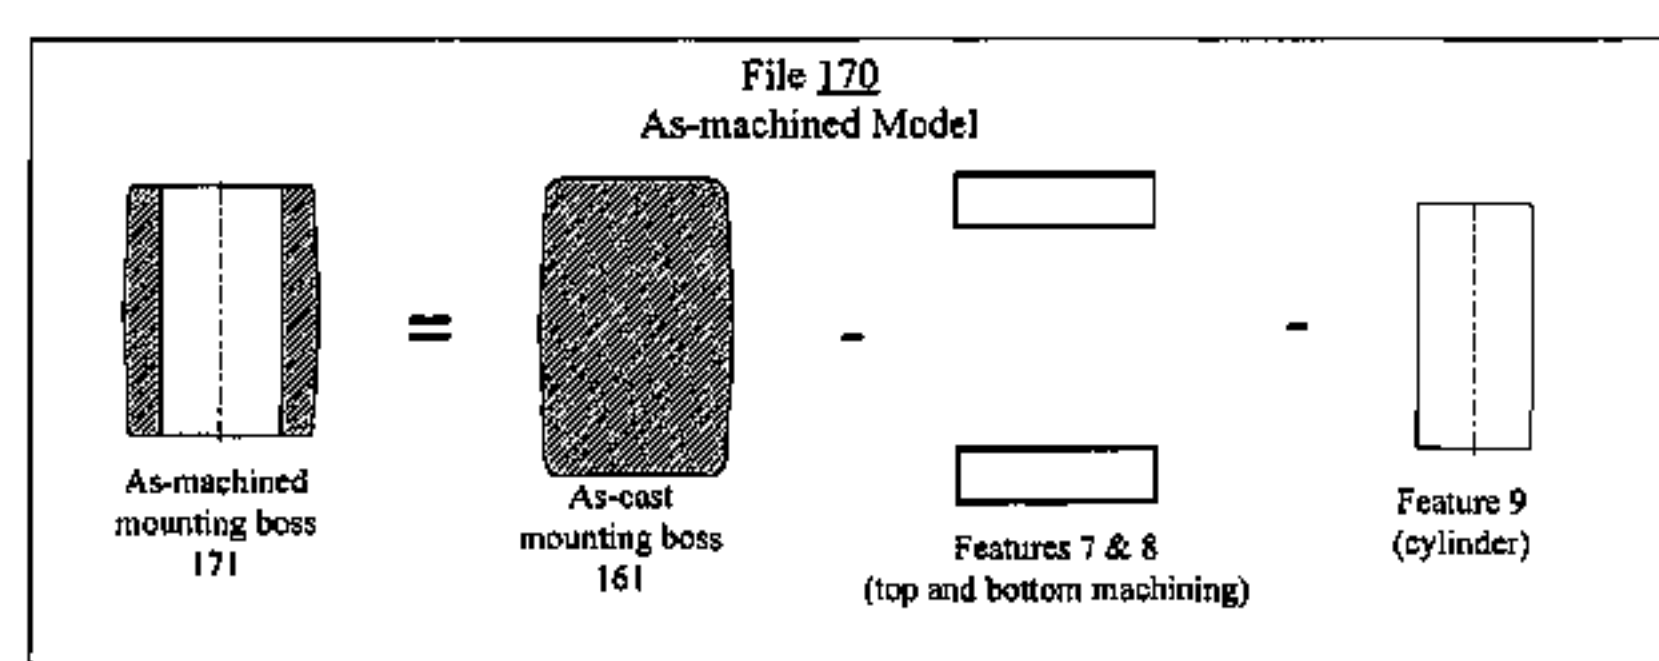 File 170
As-machined Model
=
-
-
As-machined
mounting boss
171
As-cast
mounting boss
161
Features 7 & 8
(top and bottom machining)
Feature 9
(cylinder)